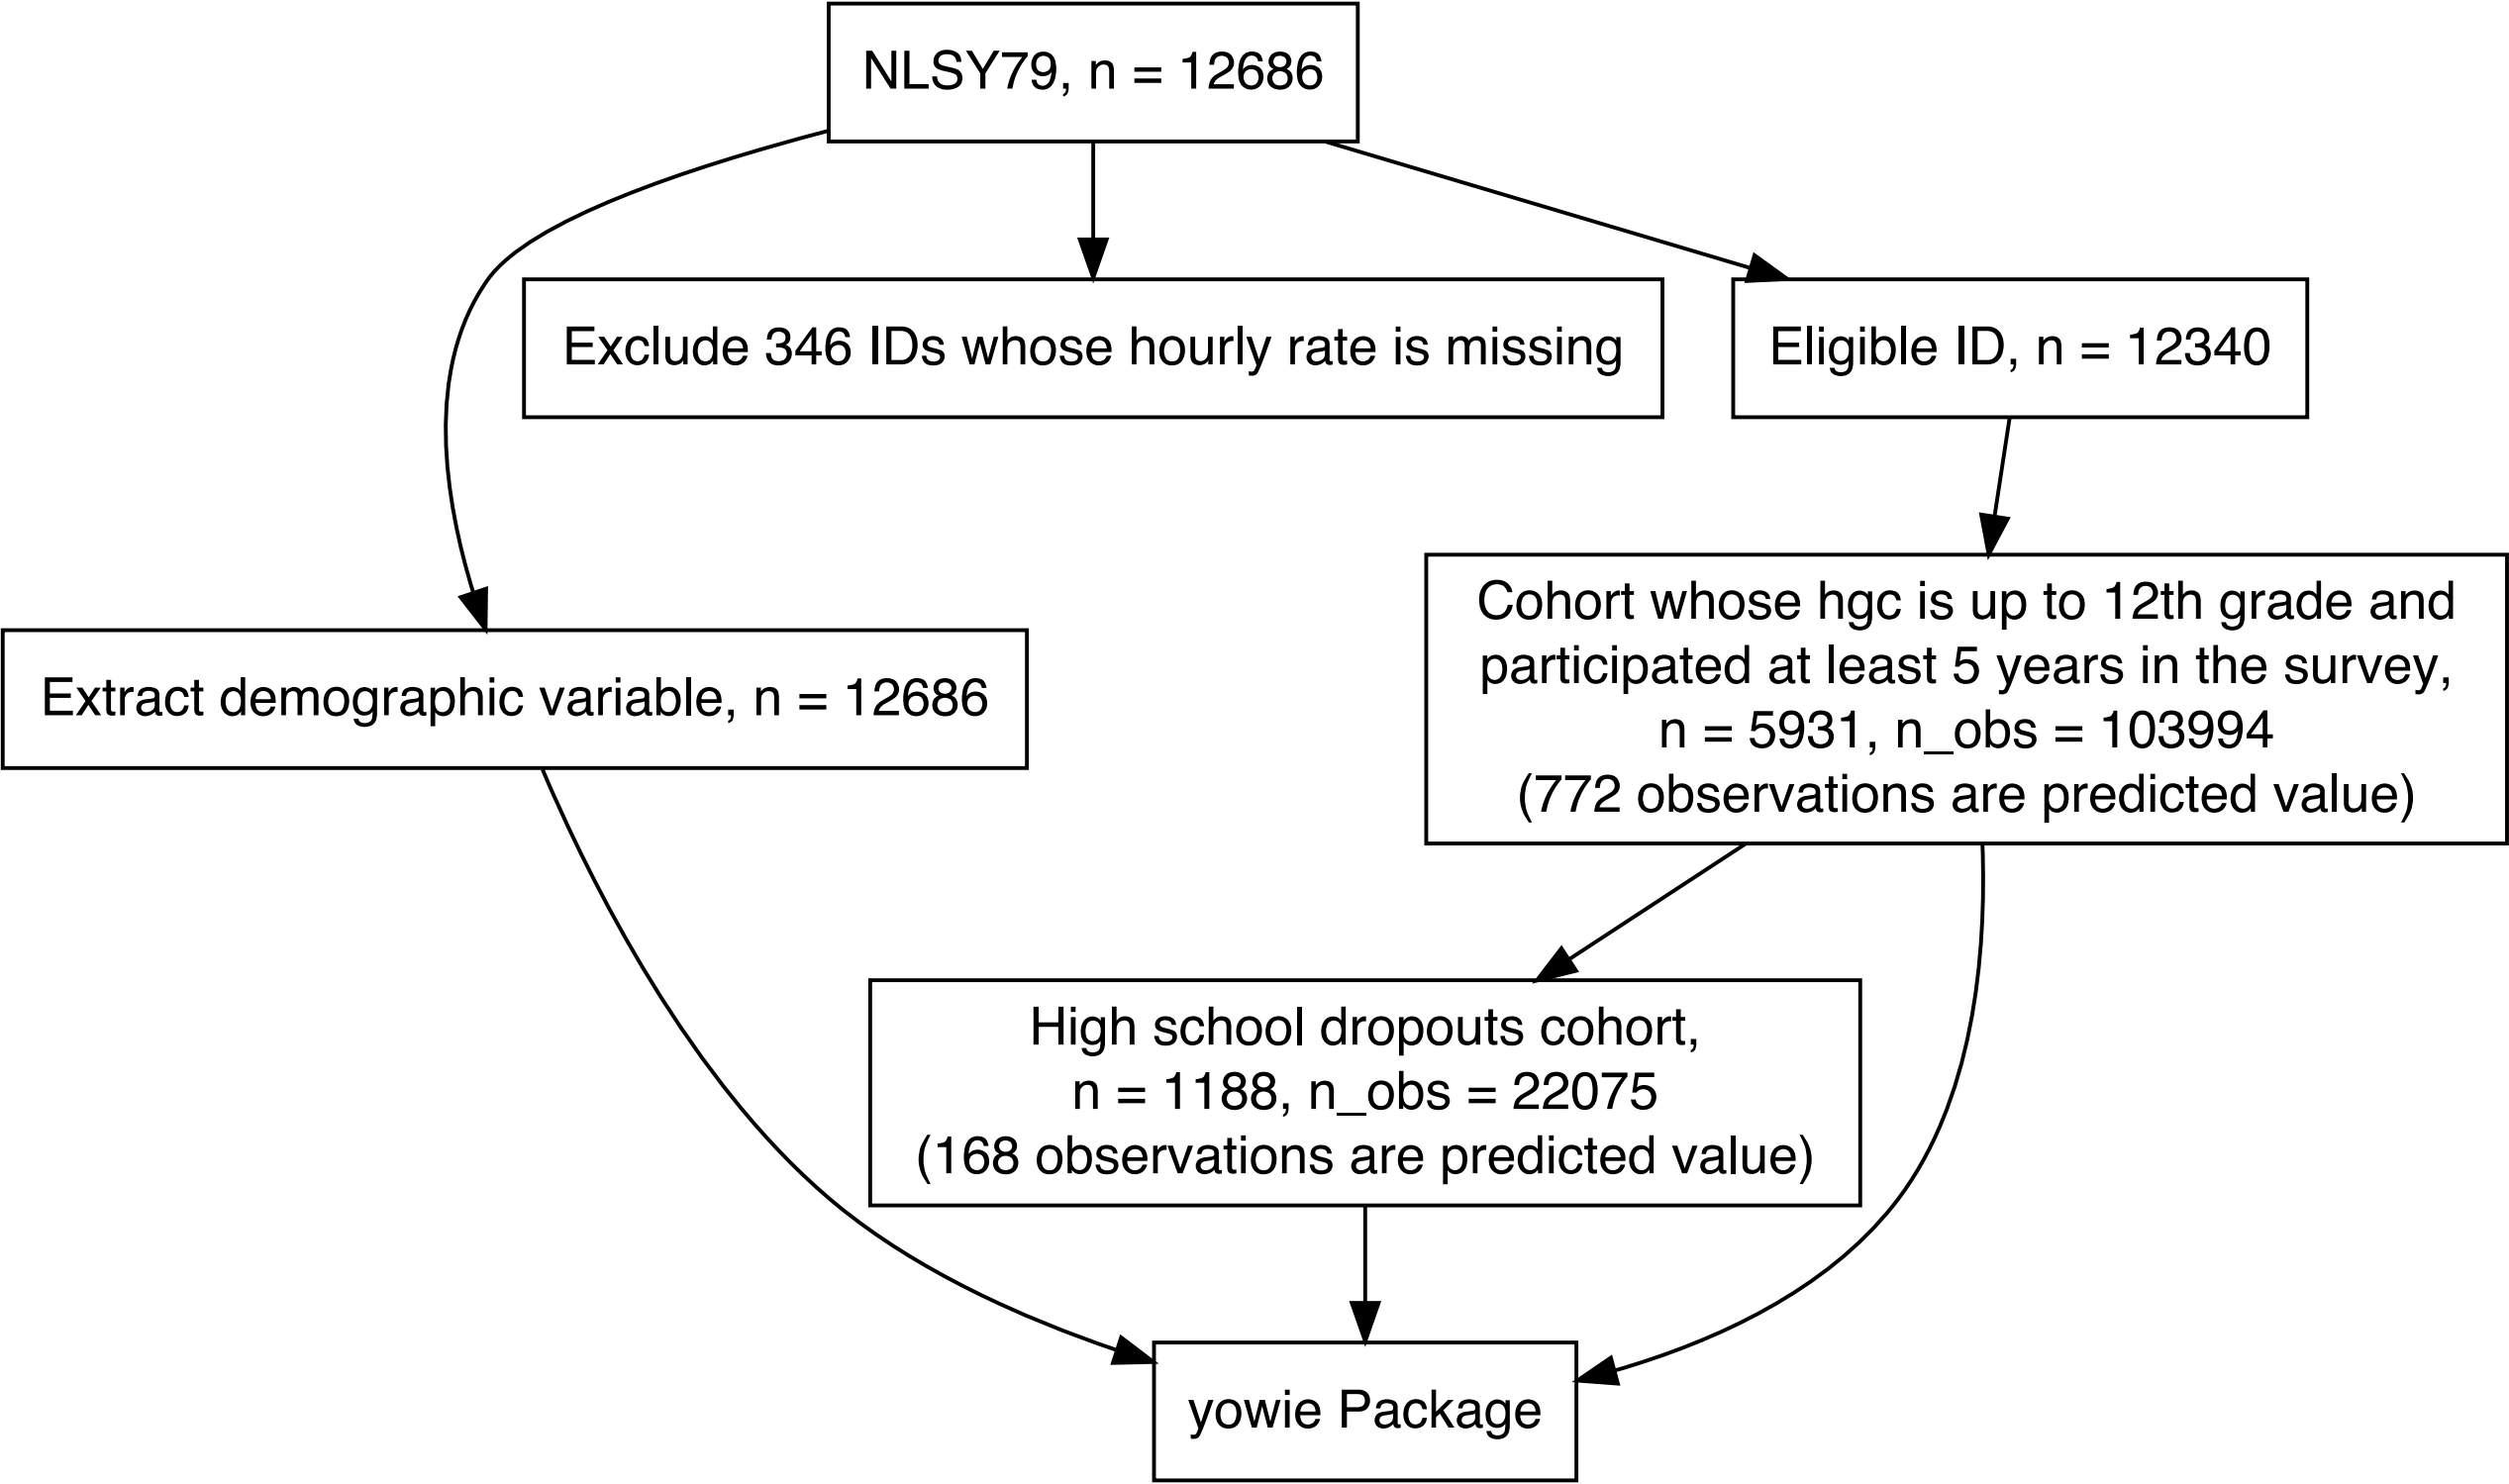 NLSY79, n = 12686
Exclude 346 IDs whose hourly rate is missing
Eligible ID, n = 12340
Extract demographic variable, n = 12686
Cohort whose hgc is up to 12th grade and
participated at least 5 years in the survey,
n = 5931, n_obs = 103994
(772 observations are predicted value)
High school dropouts cohort,
n = 1188, n_obs = 22075
(168 observations are predicted value)
yowie Package